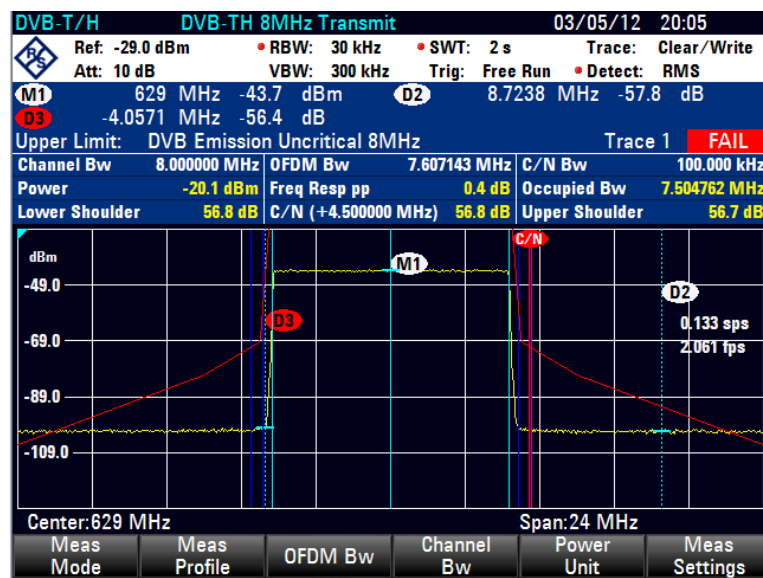 DVB-T/H DVB-TH 8MHz Transmit 03/05/12 20:05
R&S
Ref: -29.0 dBm RBW: 30 kHz SWT: 2 s Trace: Clear/Write
Att: 10 dB VBW: 300 kHz Trig: Free Run Detect: RMS
M1 629 MHz -43.7 dBm D2 8.7238 MHz -57.8 dB
D3 -4.0571 MHz -56.4 dB
Upper Limit: DVB Emission Uncritical 8MHz Trace 1 FAIL
Channel Bw 8.000000 MHz OFDM Bw 7.607143 MHz C/N Bw 100.000 kHz
Power -20.1 dBm Freq Resp pp 0.4 dB Occupied Bw 7.504762 MHz
Lower Shoulder 56.8 dB C/N (+4.500000 MHz) 56.8 dB Upper Shoulder 56.7 dB
C/N
dBm
M1
-49.0
D2
D3
0.133 sps
-69.0
2.061 fps
-89.0
-109.0
Center:629 MHz Span:24 MHz
Meas Mode Meas Profile OFDM Bw Channel Bw Power Unit Meas Settings